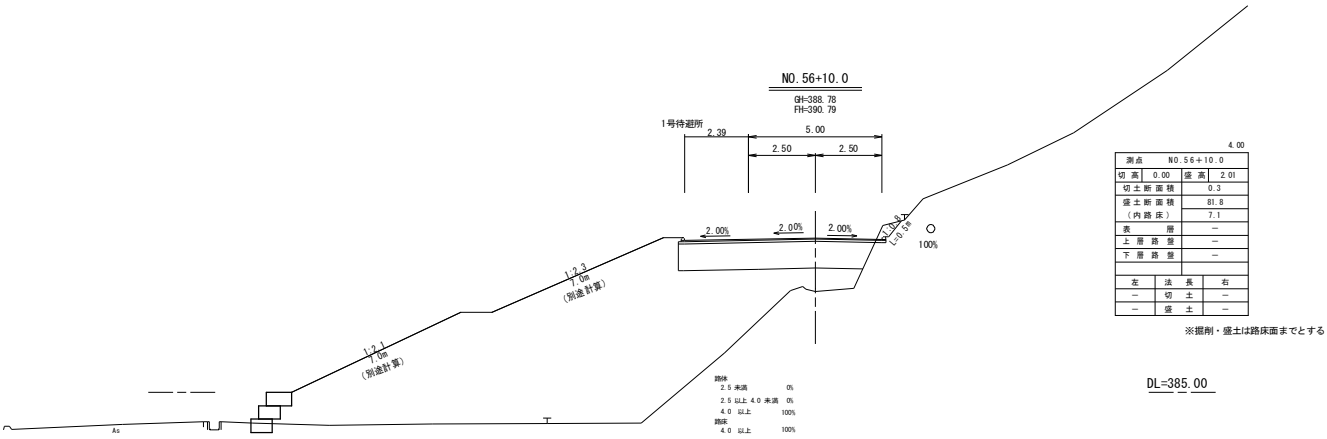 NO.56+10.0
GH=388.78
FH=390.79
1号待避所
2.39
5.00
2.50
2.50
2.00%
2.00%
2.00%
1:0.8
L=0.5m
100%
1:2.3
7.0m
(別途計算)
1:2.1
7.0m
(別途計算)
As
路体
2.5 未満 0%
2.5 以上 4.0 未満 0%
4.0 以上 100%
路床
4.0 以上 100%
4.00
測点 NO.56+10.0
切高 0.00 盛高 2.01
切土断面積 0.3
盛土断面積 81.8
(内路床) 7.1
表層 －
上層路盤 －
下層路盤 －
左 法長 右
－ 切土 －
－ 盛土 －
※掘削・盛土は路床面までとする
DL=385.00